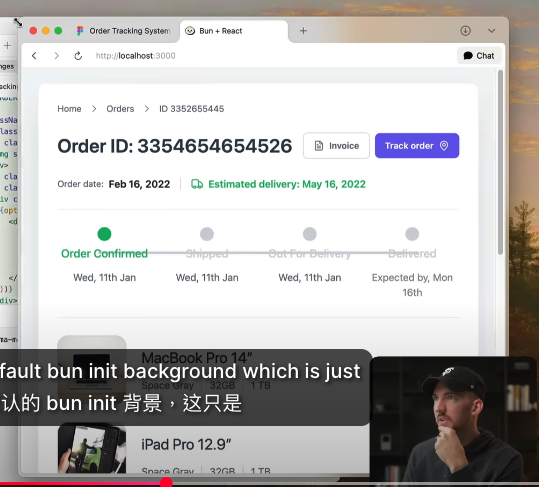 Order Tracking System
Bun + React
http://localhost:3000
Chat
Home > Orders > ID 3352655445
Order ID: 3354654654526
Invoice
Track order
Order date: Feb 16, 2022
Estimated delivery: May 16, 2022
Order Confirmed
Shipped
Out For Delivery
Delivered
Wed, 11th Jan
Wed, 11th Jan
Wed, 11th Jan
Expected by, Mon
16th
MacBook Pro 14”
Space Gray | 32GB | 1 TB
fault bun init background which is just
认的 bun init 背景，这只是
iPad Pro 12.9”
Space Gray | 32GB | 1 TB